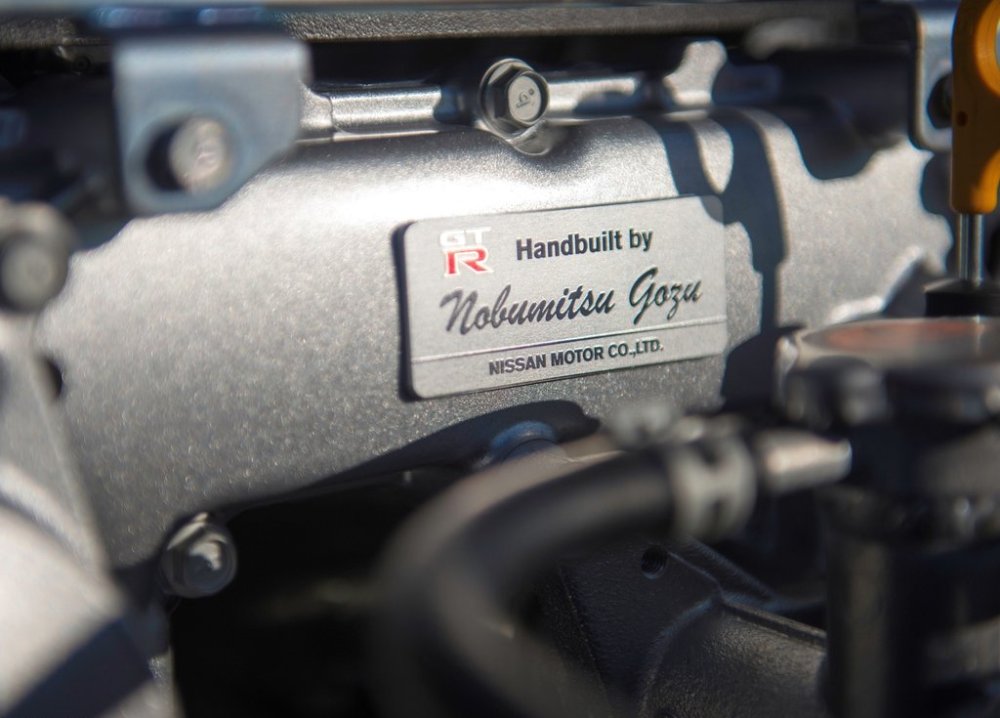 GT
R
Handbuilt by
Nobumitsu Gozu
NISSAN MOTOR CO.,LTD.